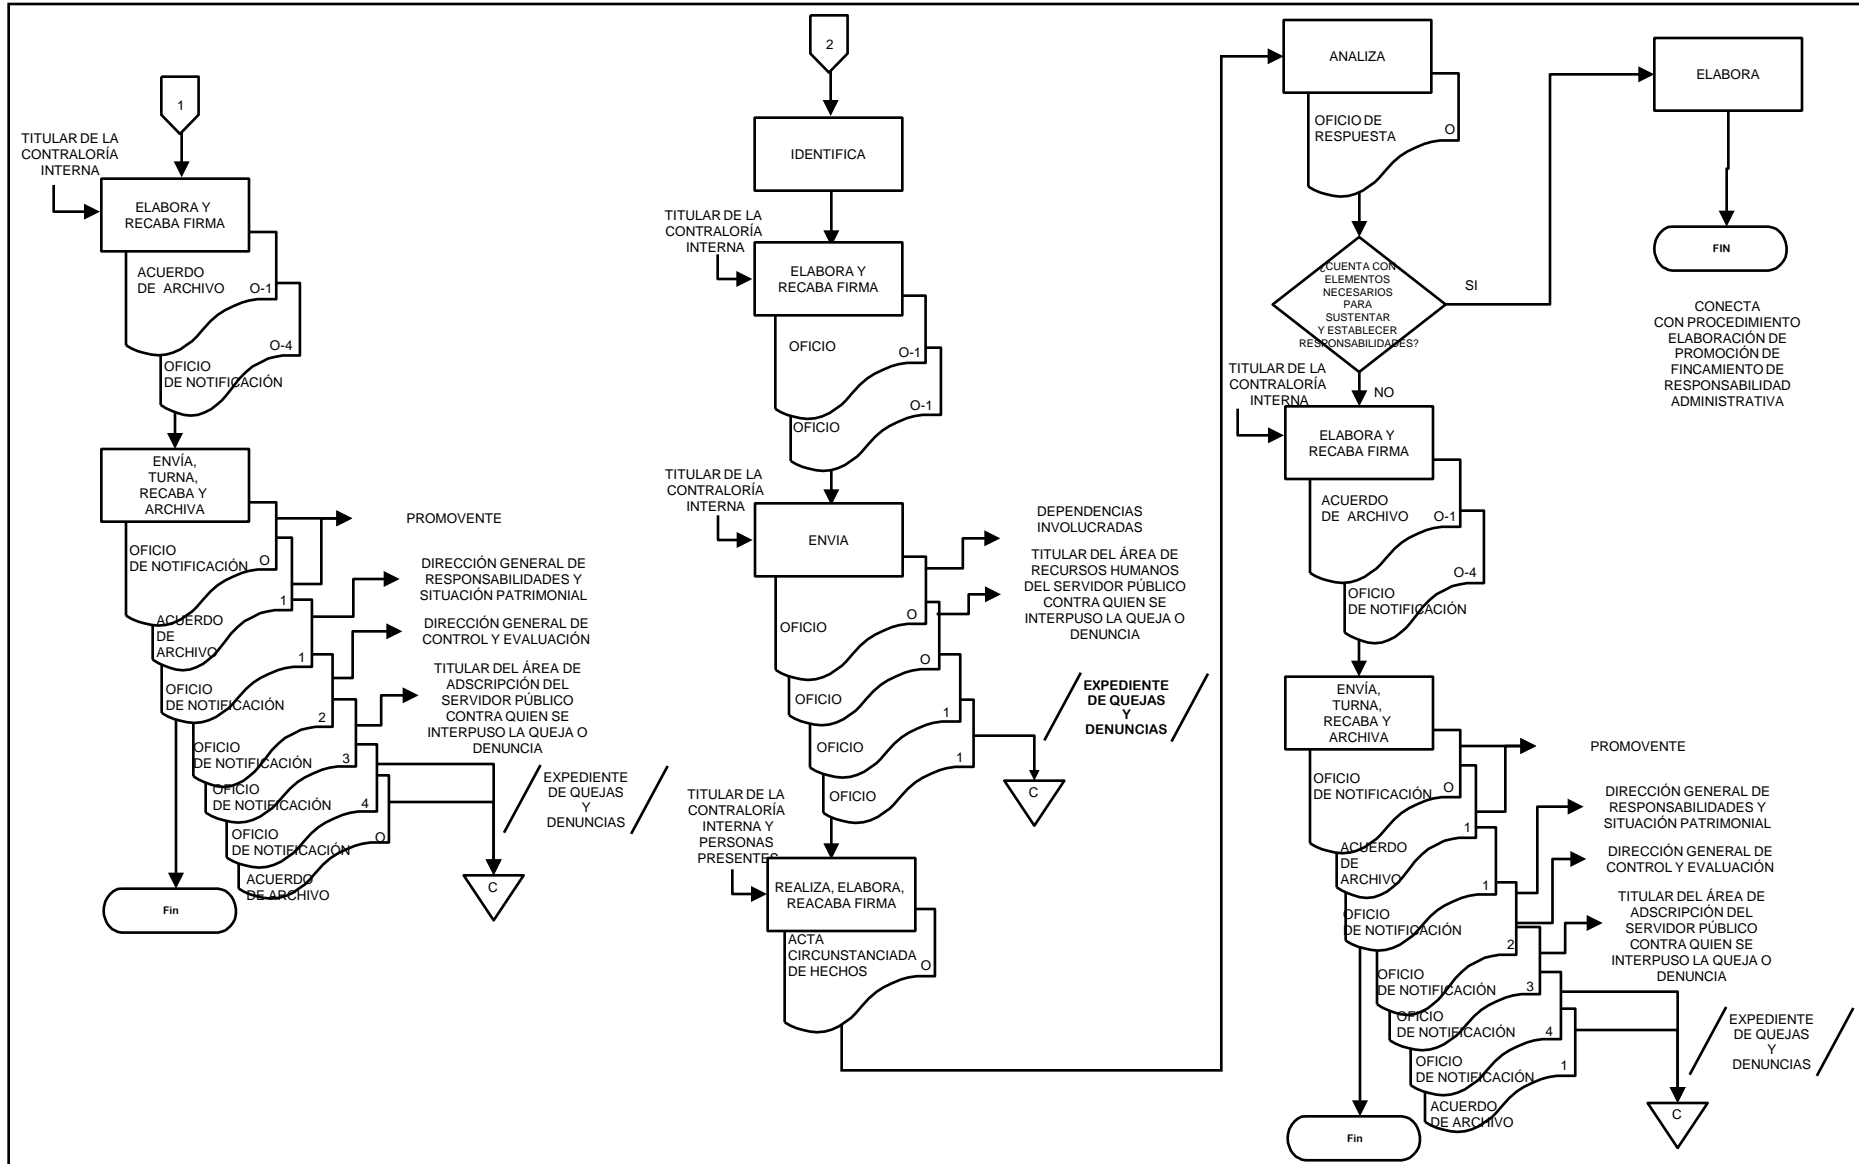 1
TITULAR DE LA
CONTRALORÍA
INTERNA
ELABORA Y
RECABA FIRMA
ACUERDO
DE ARCHIVO
O-1
O-4
OFICIO
DE NOTIFICACIÓN
ENVÍA,
TURNA,
RECABA Y
ARCHIVA
PROMOVENTE
OFICIO
DE NOTIFICACIÓN
O
DIRECCIÓN GENERAL DE
RESPONSABILIDADES Y
SITUACIÓN PATRIMONIAL
1
ACUERDO
DE
ARCHIVO
DIRECCIÓN GENERAL DE
CONTROL Y EVALUACIÓN
1
OFICIO
DE NOTIFICACIÓN
TITULAR DEL ÁREA DE
ADSCRIPCIÓN DEL
SERVIDOR PÚBLICO
CONTRA QUIEN SE
INTERPUSO LA QUEJA O
DENUNCIA
2
OFICIO
DE NOTIFICACIÓN
3
OFICIO
DE NOTIFICACIÓN
4
OFICIO
DE NOTIFICACIÓN
O
ACUERDO
DE ARCHIVO
EXPEDIENTE
DE QUEJAS
Y
DENUNCIAS
C
Fin
2
IDENTIFICA
TITULAR DE LA
CONTRALORÍA
INTERNA
ELABORA Y
RECABA FIRMA
OFICIO
O-1
O-1
OFICIO
TITULAR DE LA
CONTRALORÍA
INTERNA
ENVIA
DEPENDENCIAS
INVOLUCRADAS
TITULAR DEL ÁREA DE
RECURSOS HUMANOS
DEL SERVIDOR PÚBLICO
CONTRA QUIEN SE
INTERPUSO LA QUEJA O
DENUNCIA
O
OFICIO
O
OFICIO
1
OFICIO
1
OFICIO
EXPEDIENTE
DE QUEJAS
Y
DENUNCIAS
C
TITULAR DE LA
CONTRALORÍA
INTERNA Y
PERSONAS
PRESENTES
REALIZA, ELABORA,
REACABA FIRMA
ACTA
CIRCUNSTANCIADA
DE HECHOS
O
ANALIZA
OFICIO DE
RESPUESTA
O
¿CUENTA CON
ELEMENTOS
NECESARIOS
PARA
SUSTENTAR
Y ESTABLECER
RESPONSABILIDADES?
SI
NO
ELABORA
FIN
CONECTA
CON PROCEDIMIENTO
ELABORACIÓN DE
PROMOCIÓN DE
FINCAMIENTO DE
RESPONSABILIDAD
ADMINISTRATIVA
TITULAR DE LA
CONTRALORÍA
INTERNA
ELABORA Y
RECABA FIRMA
ACUERDO
DE ARCHIVO
O-1
O-4
OFICIO
DE NOTIFICACIÓN
ENVÍA,
TURNA,
RECABA Y
ARCHIVA
PROMOVENTE
OFICIO
DE NOTIFICACIÓN
O
DIRECCIÓN GENERAL DE
RESPONSABILIDADES Y
SITUACIÓN PATRIMONIAL
1
ACUERDO
DE
ARCHIVO
DIRECCIÓN GENERAL DE
CONTROL Y EVALUACIÓN
1
OFICIO
DE NOTIFICACIÓN
TITULAR DEL ÁREA DE
ADSCRIPCIÓN DEL
SERVIDOR PÚBLICO
CONTRA QUIEN SE
INTERPUSO LA QUEJA O
DENUNCIA
2
OFICIO
DE NOTIFICACIÓN
3
OFICIO
DE NOTIFICACIÓN
4
OFICIO
DE NOTIFICACIÓN
1
ACUERDO
DE ARCHIVO
EXPEDIENTE
DE QUEJAS
Y
DENUNCIAS
C
Fin